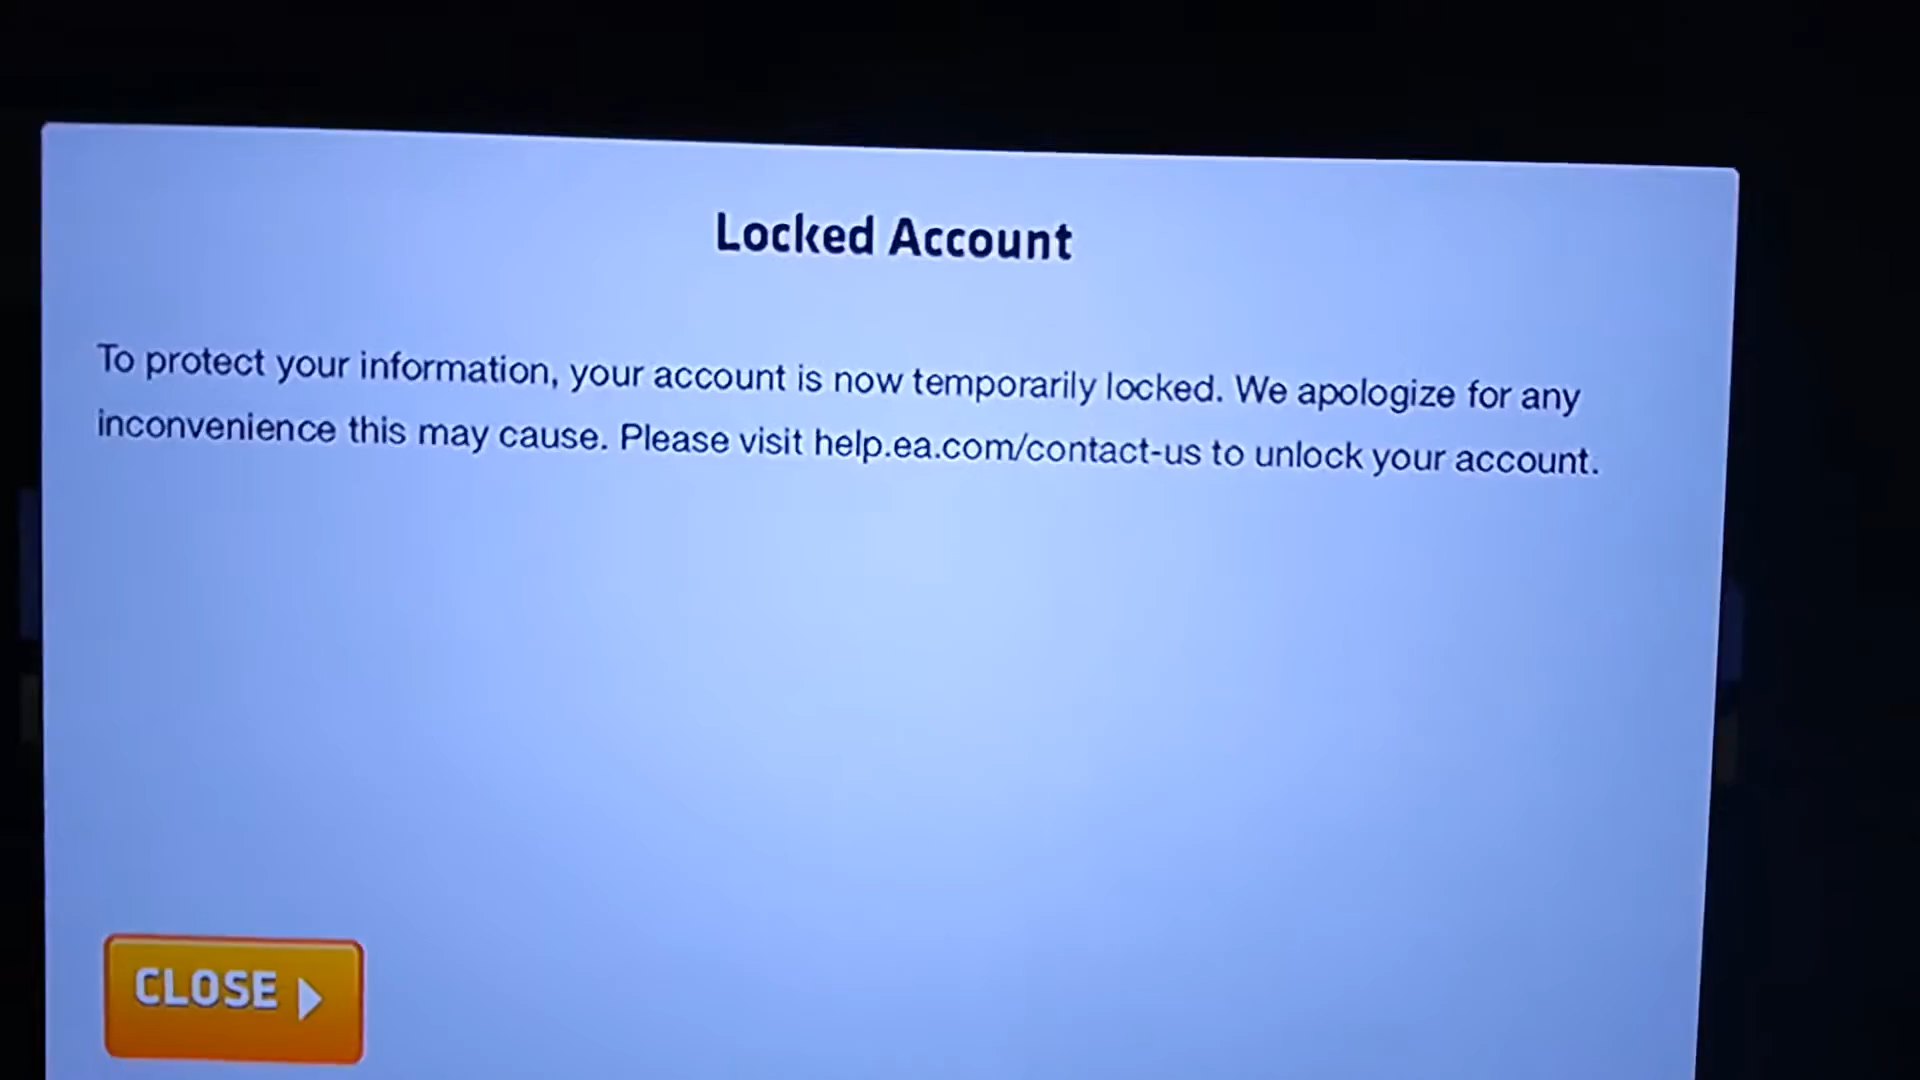 Locked Account
To protect your information, your account is now temporarily locked. We apologize for any
inconvenience this may cause. Please visit help.ea.com/contact-us to unlock your account.
CLOSE